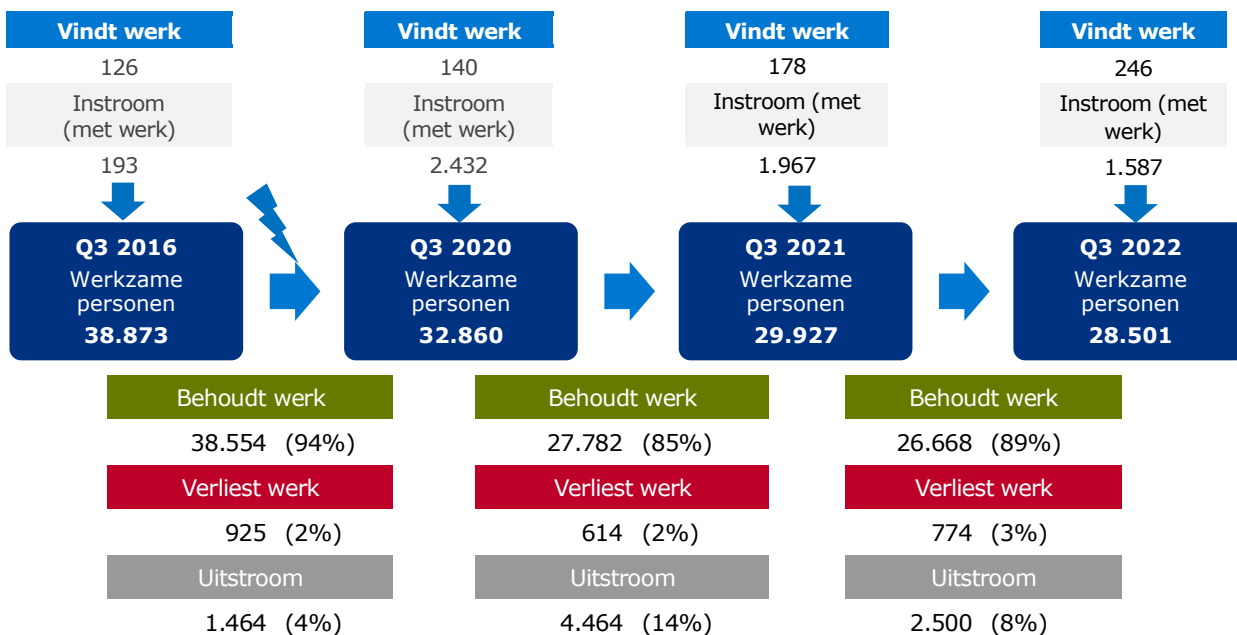 Vindt werk
126
Instroom
(met werk)
193
Vindt werk
140
Instroom
(met werk)
2.432
Vindt werk
178
Instroom (met
werk)
1.967
Vindt werk
246
Instroom (met
werk)
1.587
Q3 2016
Werkzame
personen
38.873
Q3 2020
Werkzame
personen
32.860
Q3 2021
Werkzame
personen
29.927
Q3 2022
Werkzame
personen
28.501
Behoudt werk
38.554 (94%)
Verliest werk
925 (2%)
Uitstroom
1.464 (4%)
Behoudt werk
27.782 (85%)
Verliest werk
614 (2%)
Uitstroom
4.464 (14%)
Behoudt werk
26.668 (89%)
Verliest werk
774 (3%)
Uitstroom
2.500 (8%)